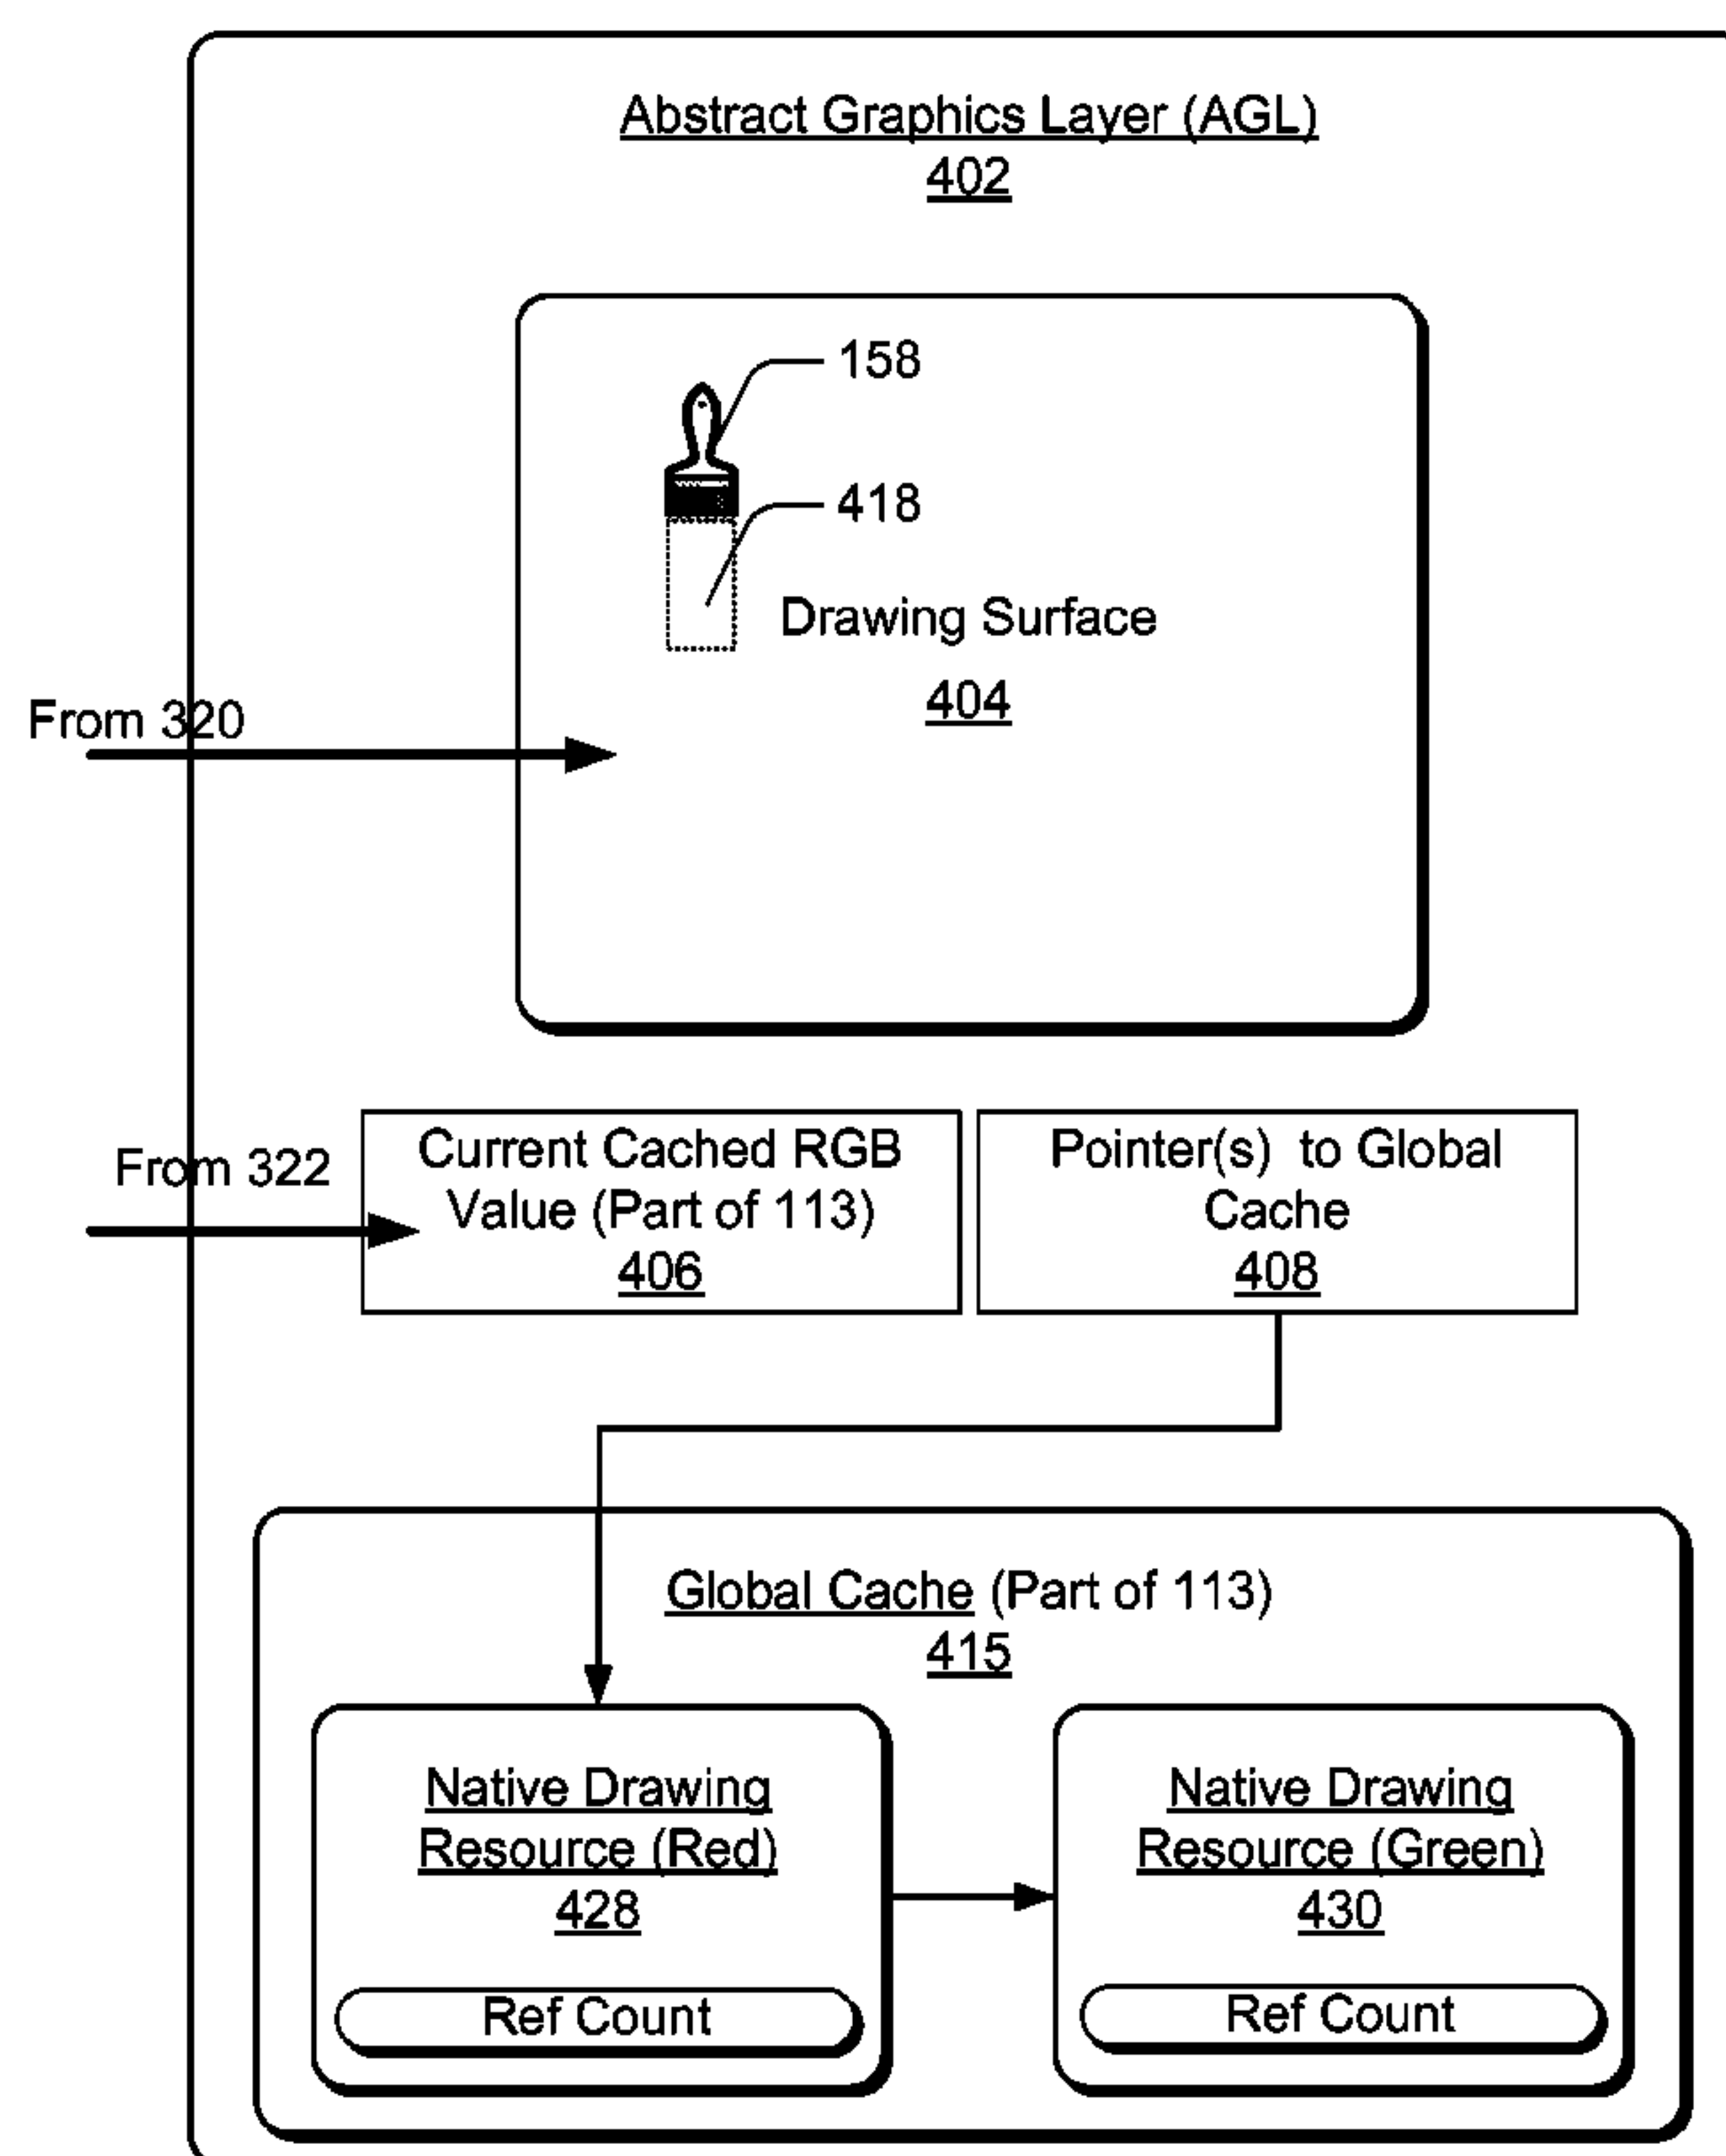 Abstract Graphics Layer (AGL)
402
158
418
Drawing Surface
404
From 320
From 322
Current Cached RGB
Value (Part of 113)
406
Pointer(s) to Global
Cache
408
Global Cache (Part of 113)
415
Native Drawing
Resource (Red)
428
Ref Count
Native Drawing
Resource (Green)
430
Ref Count